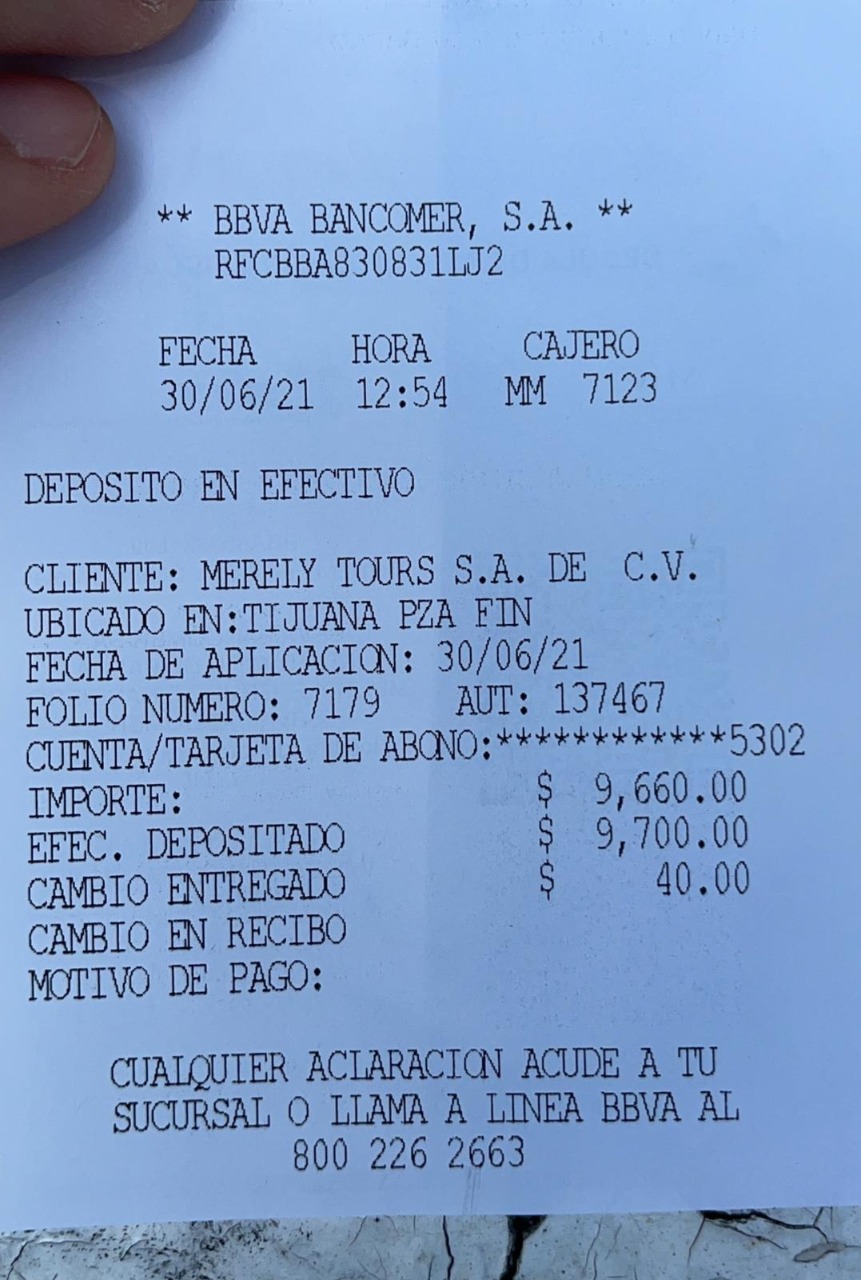 ** BBVA BANCOMER, S.A. **
RFCBBA830831LJ2
FECHA HORA CAJERO
30/06/21 12:54 MM 7123
DEPOSITO EN EFECTIVO
CLIENTE: MERELY TOURS S.A. DE C.V.
UBICADO EN:TIJUANA PZA FIN
FECHA DE APLICACION: 30/06/21
FOLIO NUMERO: 7179 AUT: 137467
CUENTA/TARJETA DE ABONO:************5302
IMPORTE: $ 9,660.00
EFEC. DEPOSITADO $ 9,700.00
CAMBIO ENTREGADO $ 40.00
CAMBIO EN RECIBO
MOTIVO DE PAGO:
CUALQUIER ACLARACION ACUDE A TU
SUCURSAL O LLAMA A LINEA BBVA AL
800 226 2663